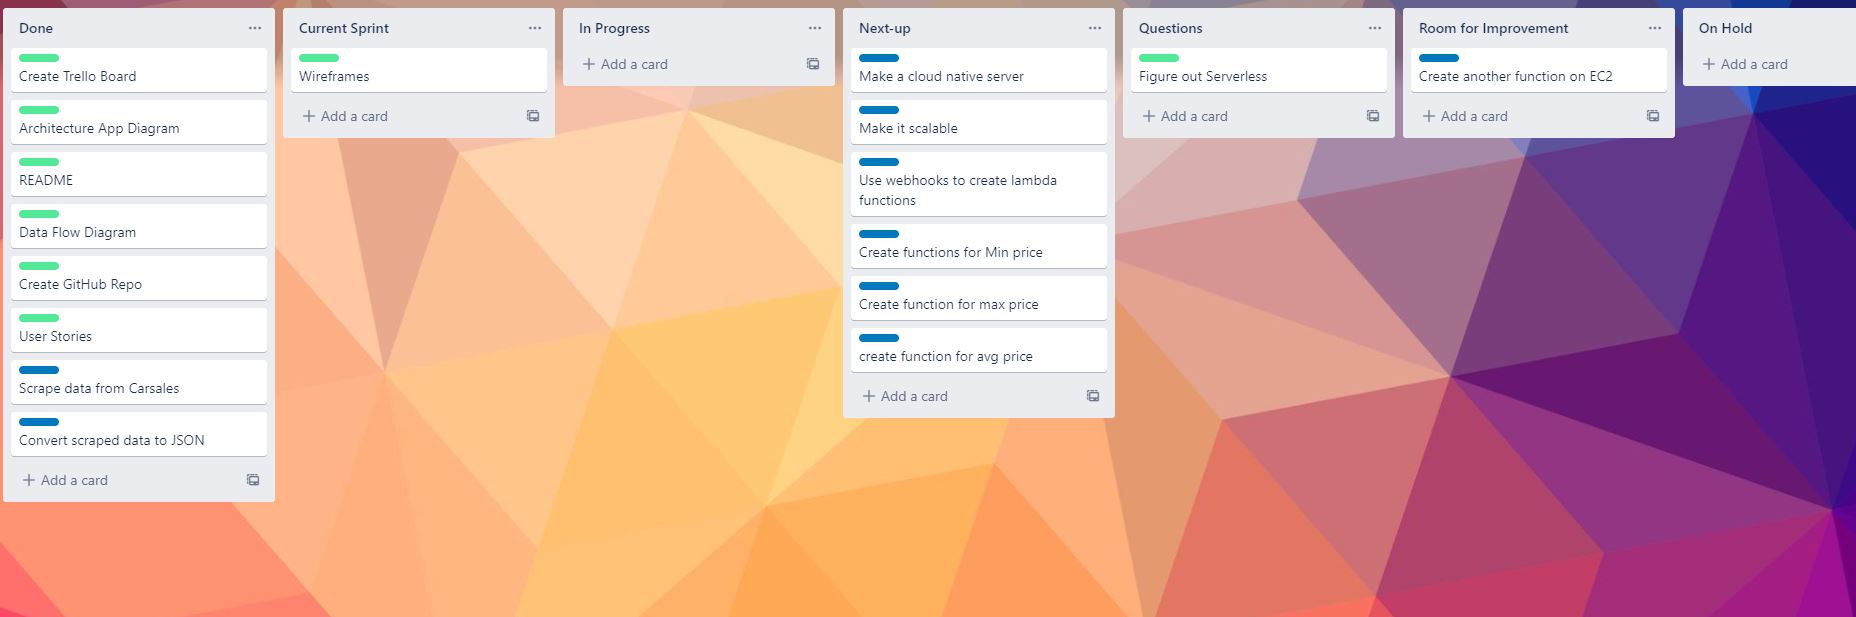 Done
Create Trello Board
Architecture App Diagram
README
Data Flow Diagram
Create GitHub Repo
User Stories
Scrape data from Carsales
Convert scraped data to JSON
+ Add a card
Current Sprint
Wireframes
+ Add a card
In Progress
+ Add a card
Next-up
Make a cloud native server
Make it scalable
Use webhooks to create lambda
functions
Create functions for Min price
Create function for max price
create function for avg price
+ Add a card
Questions
Figure out Serverless
+ Add a card
Room for Improvement
Create another function on EC2
+ Add a card
On Hold
+ Add a card